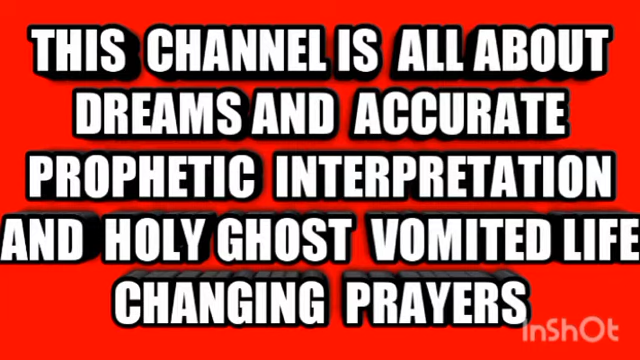 THIS CHANNEL IS ALL ABOUT
DREAMS AND ACCURATE
PROPHETIC INTERPRETATION
AND HOLY GHOST VOMITED LIFE
CHANGING PRAYERS
InShOt